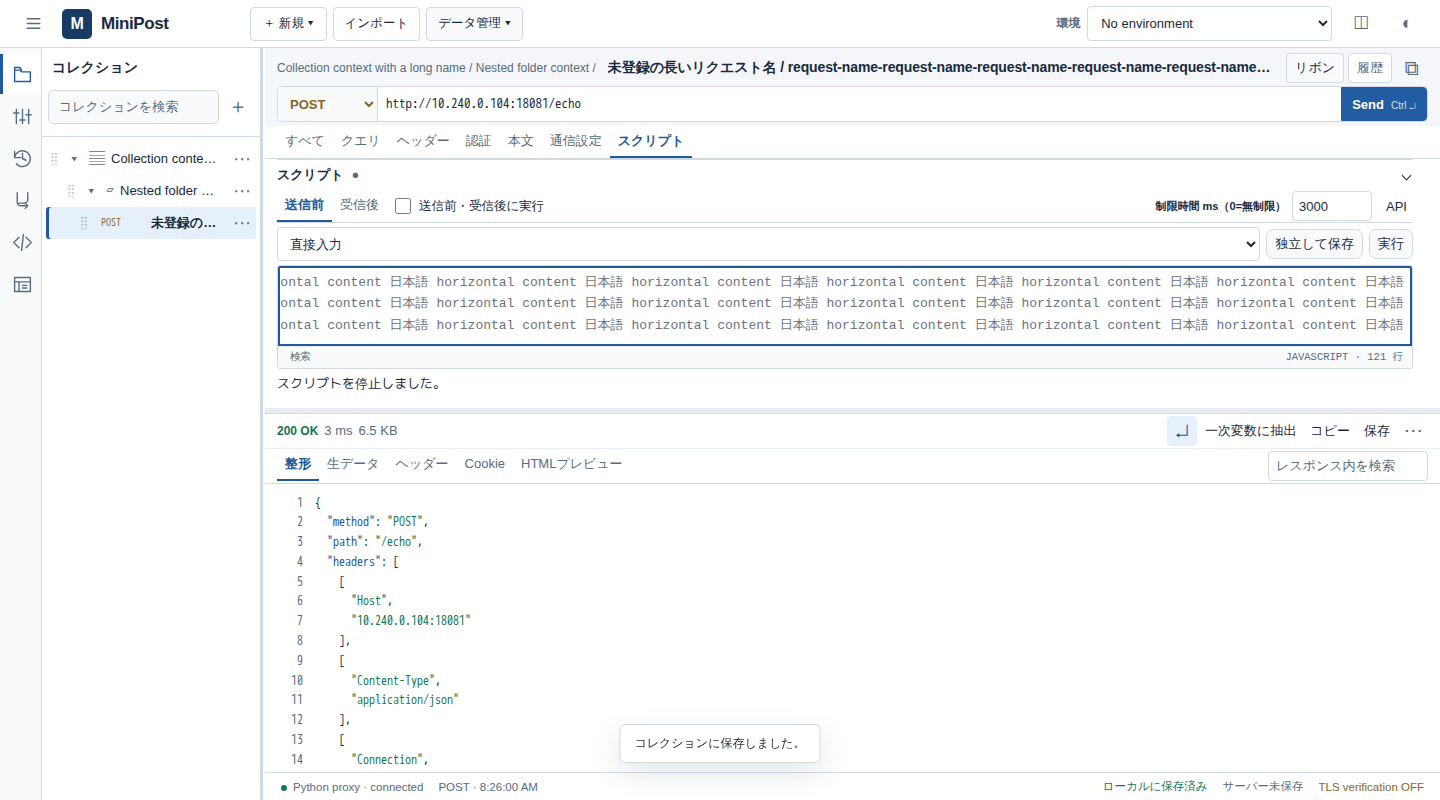 M MiniPost ＋ 新規 ▾ インポート データ管理 ▾ 環境 No environment
コレクション
コレクションを検索 ＋
Collection conte… ⋯
Nested folder … ⋯
POST 未登録の… ⋯
Collection context with a long name / Nested folder context / 未登録の長いリクエスト名 / request-name-request-name-request-name-request-name-request-name… リボン 履歴
POST http://10.240.0.104:18081/echo Send Ctrl ↵
すべて クエリ ヘッダー 認証 本文 通信設定 スクリプト
スクリプト ●
送信前 受信後 送信前・受信後に実行 制限時間 ms（0=無制限） 3000 API
直接入力 独立して保存 実行
ontal content 日本語 horizontal content 日本語 horizontal content 日本語 horizontal content 日本語 horizontal content 日本語 horizontal content 日本語
ontal content 日本語 horizontal content 日本語 horizontal content 日本語 horizontal content 日本語 horizontal content 日本語 horizontal content 日本語
ontal content 日本語 horizontal content 日本語 horizontal content 日本語 horizontal content 日本語 horizontal content 日本語 horizontal content 日本語
検索 JAVASCRIPT · 121 行
スクリプトを停止しました。
200 OK 3 ms 6.5 KB 一次変数に抽出 コピー 保存 ⋯
整形 生データ ヘッダー Cookie HTMLプレビュー レスポンス内を検索
1 {
2 "method": "POST",
3 "path": "/echo",
4 "headers": [
5 [
6 "Host",
7 "10.240.0.104:18081"
8 ],
9 [
10 "Content-Type",
11 "application/json"
12 ],
13 [
14 "Connection",
コレクションに保存しました。
Python proxy · connected POST · 8:26:00 AM ローカルに保存済み サーバー未保存 TLS verification OFF